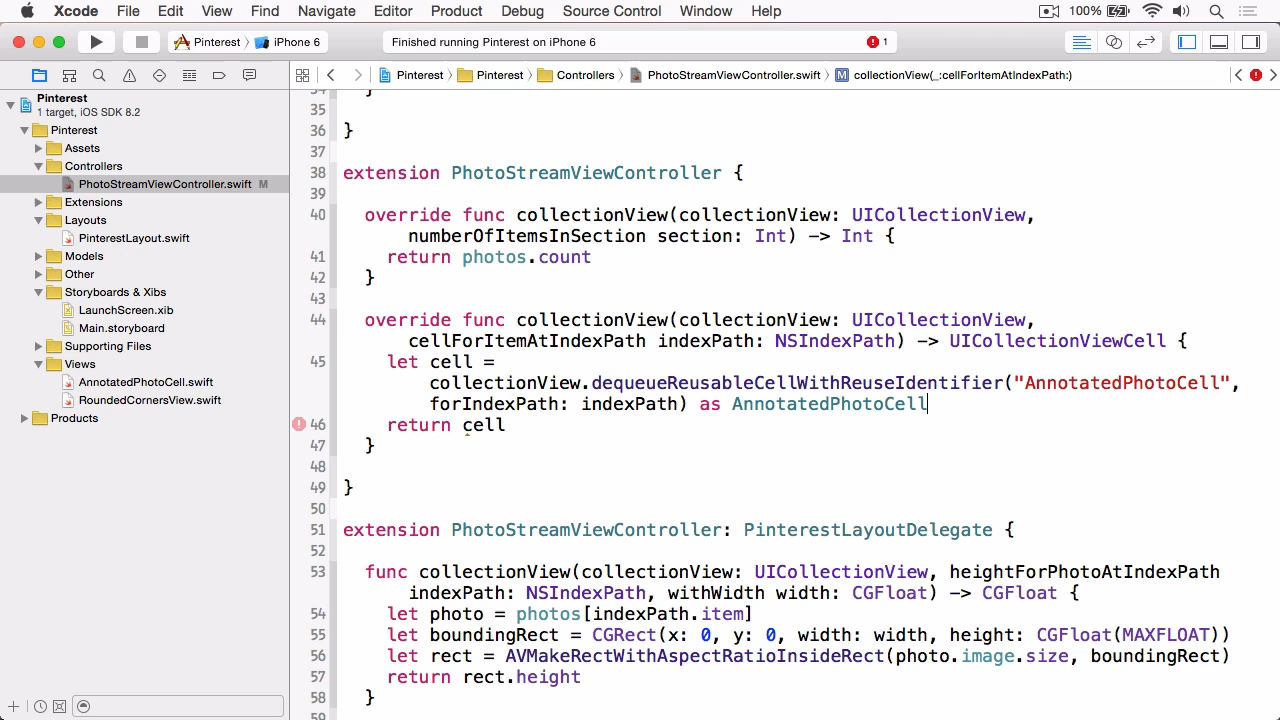 Xcode File Edit View Find Navigate Editor Product Debug Source Control Window Help 100%
Pinterest iPhone 6 Finished running Pinterest on iPhone 6 1
Pinterest Pinterest Controllers PhotoStreamViewController.swift collectionView(_:cellForItemAtIndexPath:)
Pinterest
1 target, iOS SDK 8.2
Pinterest
Assets
Controllers
PhotoStreamViewController.swift M
Extensions
Layouts
PinterestLayout.swift
Models
Other
Storyboards & Xibs
LaunchScreen.xib
Main.storyboard
Supporting Files
Views
AnnotatedPhotoCell.swift
RoundedCornersView.swift
Products
34 }
35
36 }
37
38 extension PhotoStreamViewController {
39
40 override func collectionView(collectionView: UICollectionView,
numberOfItemsInSection section: Int) -> Int {
41 return photos.count
42 }
43
44 override func collectionView(collectionView: UICollectionView,
cellForItemAtIndexPath indexPath: NSIndexPath) -> UICollectionViewCell {
45 let cell =
collectionView.dequeueReusableCellWithReuseIdentifier("AnnotatedPhotoCell",
forIndexPath: indexPath) as AnnotatedPhotoCell
46 return cell
47 }
48
49 }
50
51 extension PhotoStreamViewController: PinterestLayoutDelegate {
52
53 func collectionView(collectionView: UICollectionView, heightForPhotoAtIndexPath
indexPath: NSIndexPath, withWidth width: CGFloat) -> CGFloat {
54 let photo = photos[indexPath.item]
55 let boundingRect = CGRect(x: 0, y: 0, width: width, height: CGFloat(MAXFLOAT))
56 let rect = AVMakeRectWithAspectRatioInsideRect(photo.image.size, boundingRect)
57 return rect.height
58 }
59